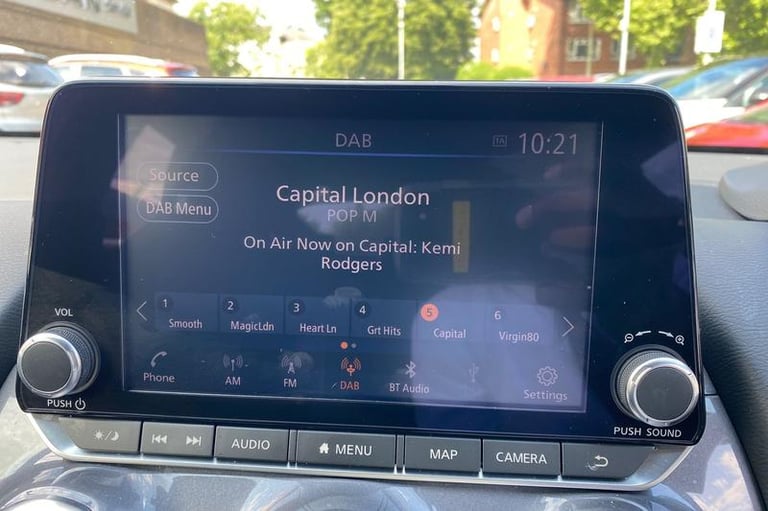 DAB
TA
10:21
Source
Capital London
POP M
DAB Menu
On Air Now on Capital: Kemi
Rodgers
1
2
3
4
5
6
Smooth
MagicLdn
Heart Ln
Grt Hits
Capital
Virgin80
Phone
AM
FM
DAB
BT Audio
Settings
VOL
PUSH
PUSH SOUND
AUDIO
MENU
MAP
CAMERA